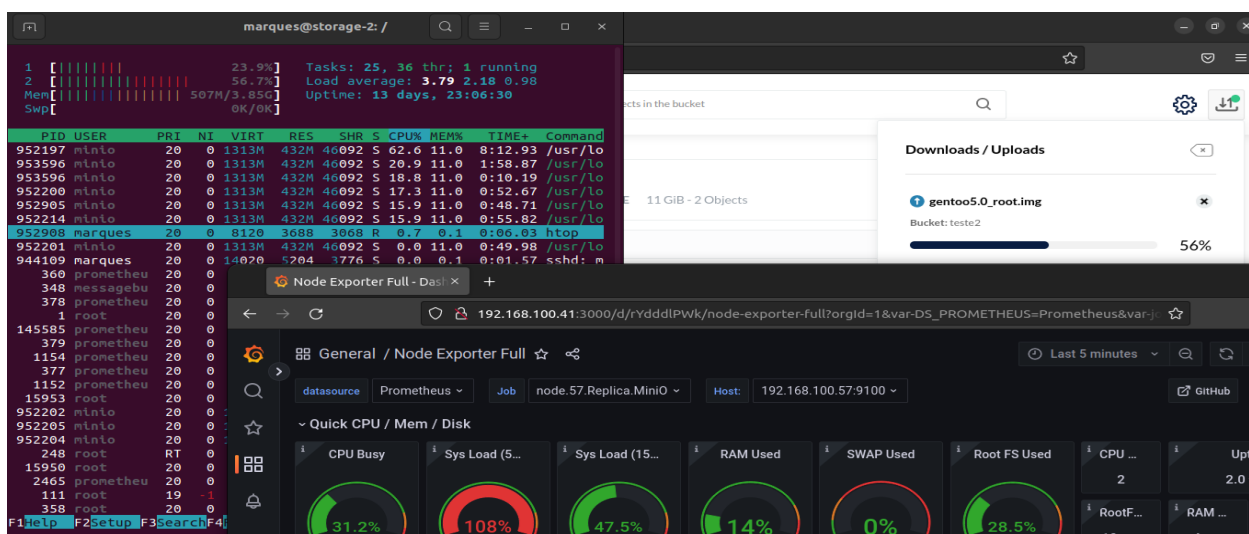 marques@storage-2: /
1 [|||||||| 23.9%] Tasks: 25, 36 thr; 1 running
2 [||||||||||||||||| 56.7%] Load average: 3.79 2.18 0.98
Mem[|||||||||||||||| 507M/3.85G] Uptime: 13 days, 23:06:30
Swp[ 0K/0K]
PID USER PRI NI VIRT RES SHR S CPU% MEM% TIME+ Command
952197 minio 20 0 1313M 432M 46092 S 62.6 11.0 8:12.93 /usr/lo
953596 minio 20 0 1313M 432M 46092 S 20.9 11.0 1:58.87 /usr/lo
953596 minio 20 0 1313M 432M 46092 S 18.8 11.0 0:10.19 /usr/lo
952200 minio 20 0 1313M 432M 46092 S 17.3 11.0 0:52.67 /usr/lo
952905 minio 20 0 1313M 432M 46092 S 15.9 11.0 0:48.71 /usr/lo
952214 minio 20 0 1313M 432M 46092 S 15.9 11.0 0:55.82 /usr/lo
952908 marques 20 0 8120 3688 3068 R 0.7 0.1 0:06.03 htop
952201 minio 20 0 1313M 432M 46092 S 0.0 11.0 0:49.98 /usr/lo
944109 marques 20 0 14020 5204 3776 S 0.0 0.1 0:01.57 sshd: m
360 prometheu 20 0
348 messagebu 20 0
378 prometheu 20 0
1 root 20 0
145585 prometheu 20 0
379 prometheu 20 0
1154 prometheu 20 0
377 prometheu 20 0
1152 prometheu 20 0
15953 root 20 0
952202 minio 20 0
952205 minio 20 0
952204 minio 20 0
248 root RT 0
15950 root 20 0
2465 prometheu 20 0
111 root 19 -1
358 root 20 0
F1Help F2Setup F3SearchF4
in the bucket
11 GiB - 2 Objects
Downloads / Uploads
gentoo5.0_root.img
Bucket: teste2
56%
Node Exporter Full - Das
192.168.100.41:3000/d/rYdddlPWk/node-exporter-full?orgId=1&var-DS_PROMETHEUS=Prometheus&var-jo
General / Node Exporter Full
Last 5 minutes
datasource Prometheus Job node.57.Replica.MiniO Host: 192.168.100.57:9100 GitHub
Quick CPU / Mem / Disk
CPU Busy Sys Load (5... Sys Load (15... RAM Used SWAP Used Root FS Used CPU ... Upt
2 2.0
RootF... RAM ...
31.2% 108% 47.5% 14% 0% 28.5%